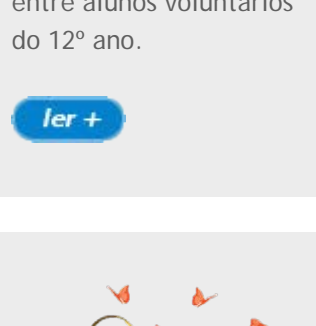 entre alunos voluntários
do 12º ano.
ler +